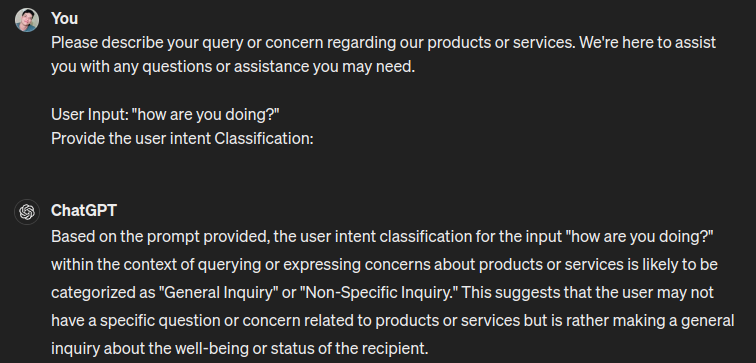 You
Please describe your query or concern regarding our products or services. We're here to assist
you with any questions or assistance you may need.
User Input: "how are you doing?"
Provide the user intent Classification:
ChatGPT
Based on the prompt provided, the user intent classification for the input "how are you doing?"
within the context of querying or expressing concerns about products or services is likely to be
categorized as "General Inquiry" or "Non-Specific Inquiry." This suggests that the user may not
have a specific question or concern related to products or services but is rather making a general
inquiry about the well-being or status of the recipient.